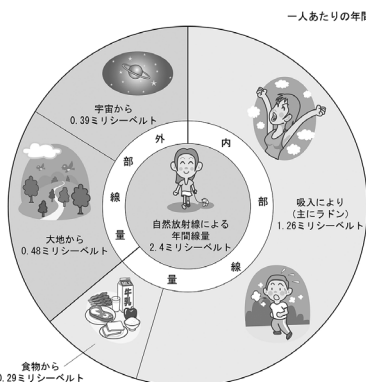 一人あたりの年間
宇宙から
0.39ミリシーベルト
外部線量
内部線量
大地から
0.48ミリシーベルト
自然放射線による
年間線量
2.4ミリシーベルト
吸入により
(主にラドン)
1.26ミリシーベルト
牛乳
食物から
0.29ミリシーベルト